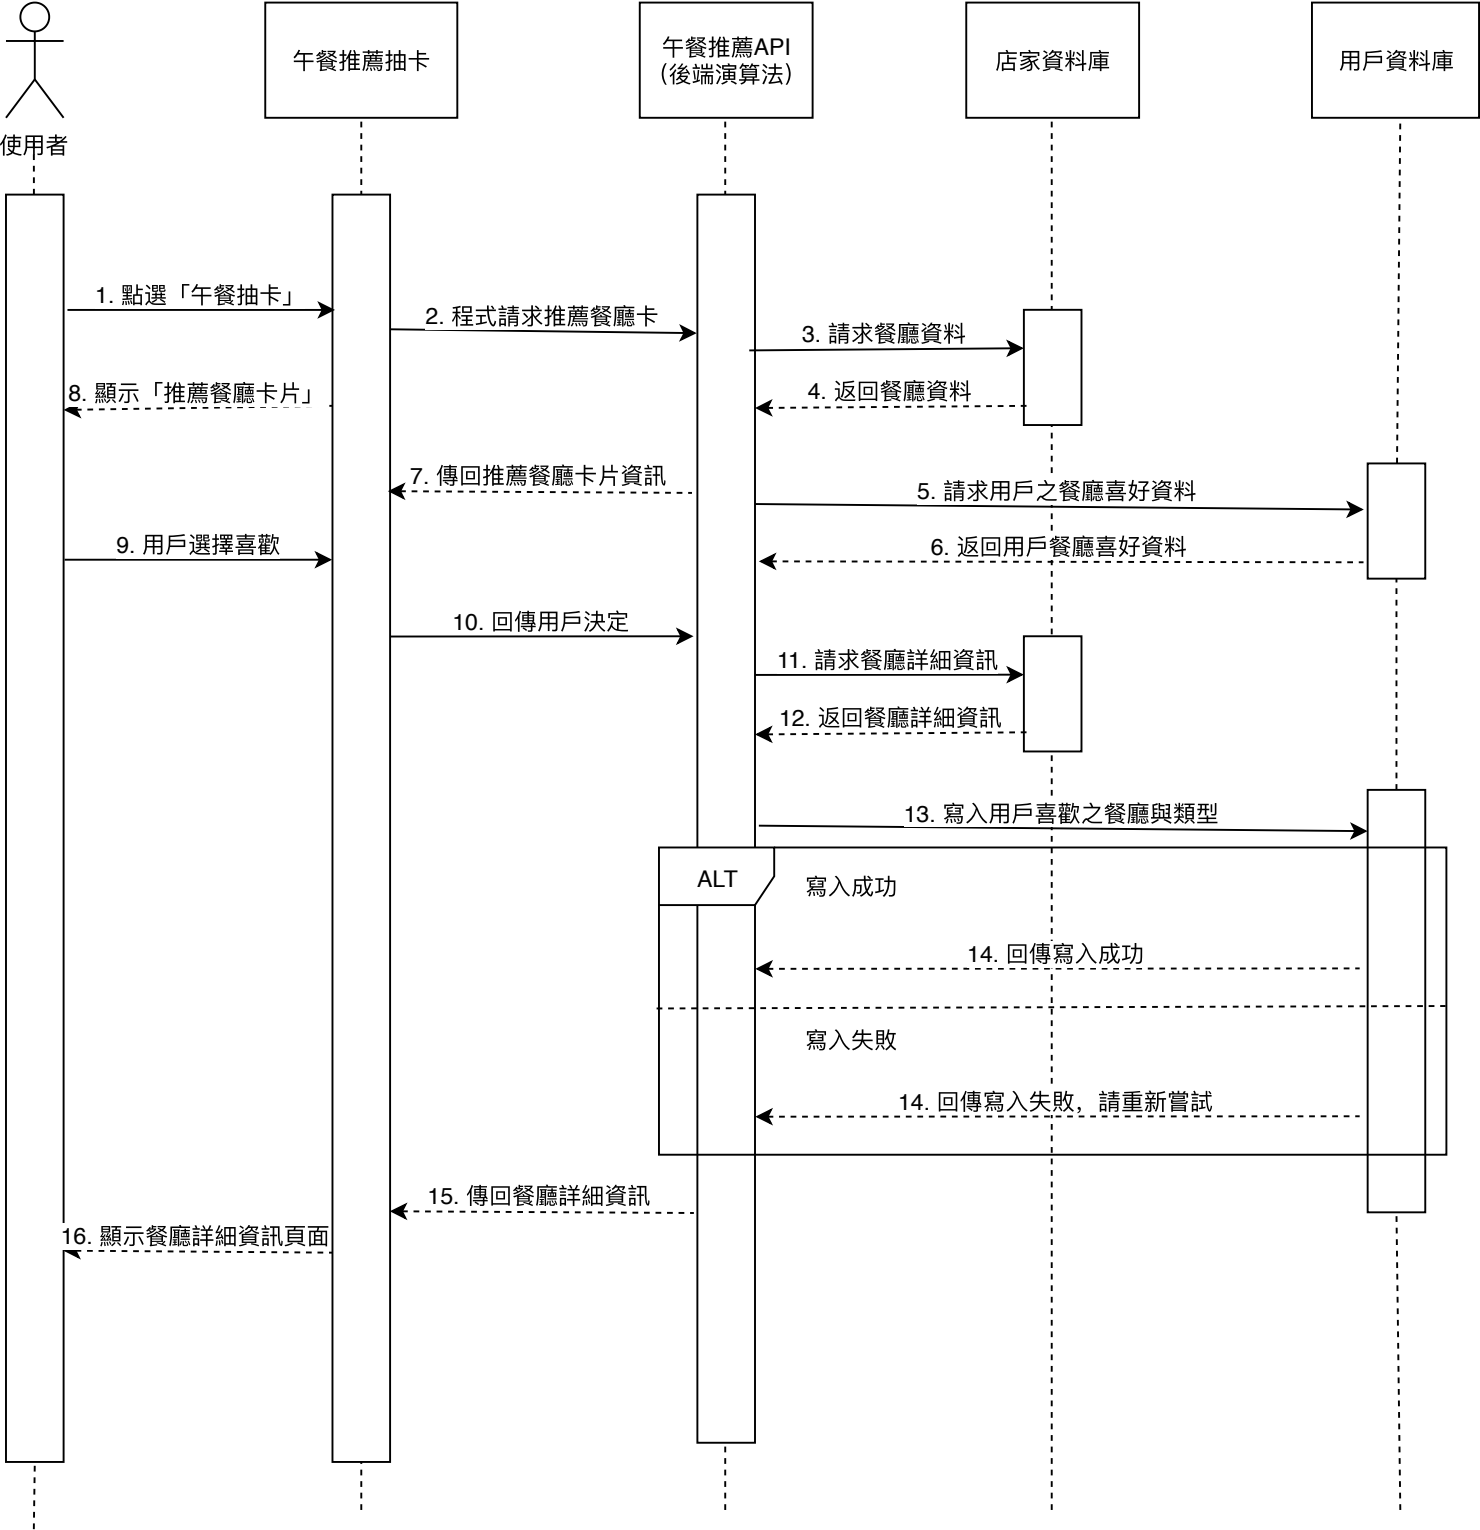 使用者
午餐推薦抽卡
午餐推薦API
（後端演算法）
店家資料庫
用戶資料庫
1. 點選「午餐抽卡」
2. 程式請求推薦餐廳卡
3. 請求餐廳資料
8. 顯示「推薦餐廳卡片」
4. 返回餐廳資料
7. 傳回推薦餐廳卡片資訊
5. 請求用戶之餐廳喜好資料
9. 用戶選擇喜歡
6. 返回用戶餐廳喜好資料
10. 回傳用戶決定
11. 請求餐廳詳細資訊
12. 返回餐廳詳細資訊
13. 寫入用戶喜歡之餐廳與類型
ALT
寫入成功
14. 回傳寫入成功
寫入失敗
14. 回傳寫入失敗，請重新嘗試
15. 傳回餐廳詳細資訊
16. 顯示餐廳詳細資訊頁面